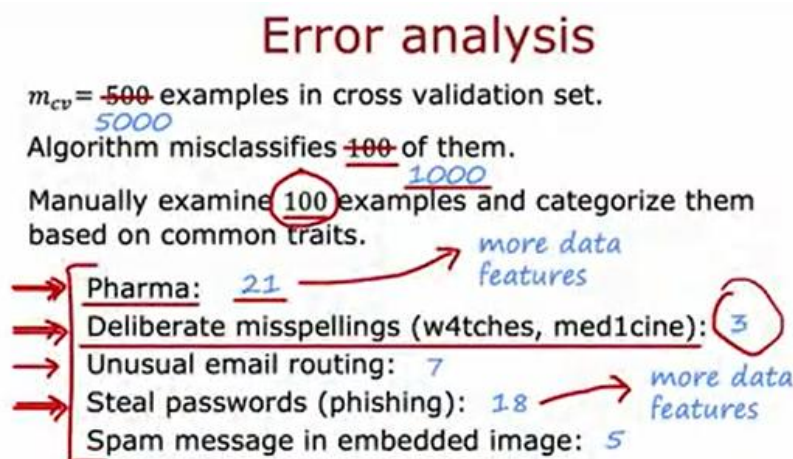 Error analysis
m_cv = 500 examples in cross validation set.
5000
Algorithm misclassifies 100 of them.
1000
Manually examine 100 examples and categorize them
based on common traits.
more data
features
Pharma: 21
Deliberate misspellings (w4tches, med1cine): 3
Unusual email routing: 7
more data
features
Steal passwords (phishing): 18
Spam message in embedded image: 5